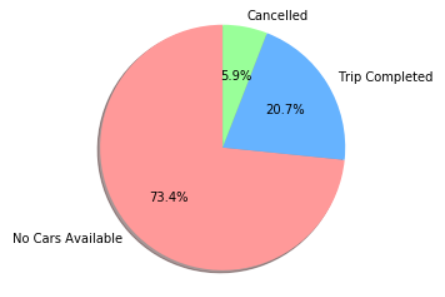 Cancelled
5.9%
Trip Completed
20.7%
73.4%
No Cars Available